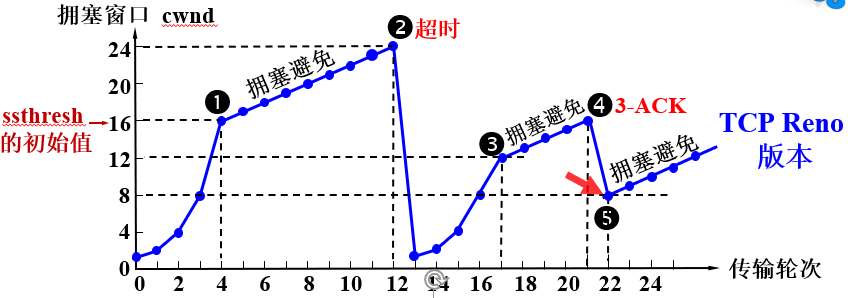 拥塞窗口 cwnd
❷ 超时
24
20
ssthresh
的初始值
16
12
8
4
0
❶
拥塞避免
❸
拥塞避免
❹ 3-ACK
拥塞避免
❺
TCP Reno
版本
0 2 4 6 8 10 12 14 16 18 20 22 24
传输轮次